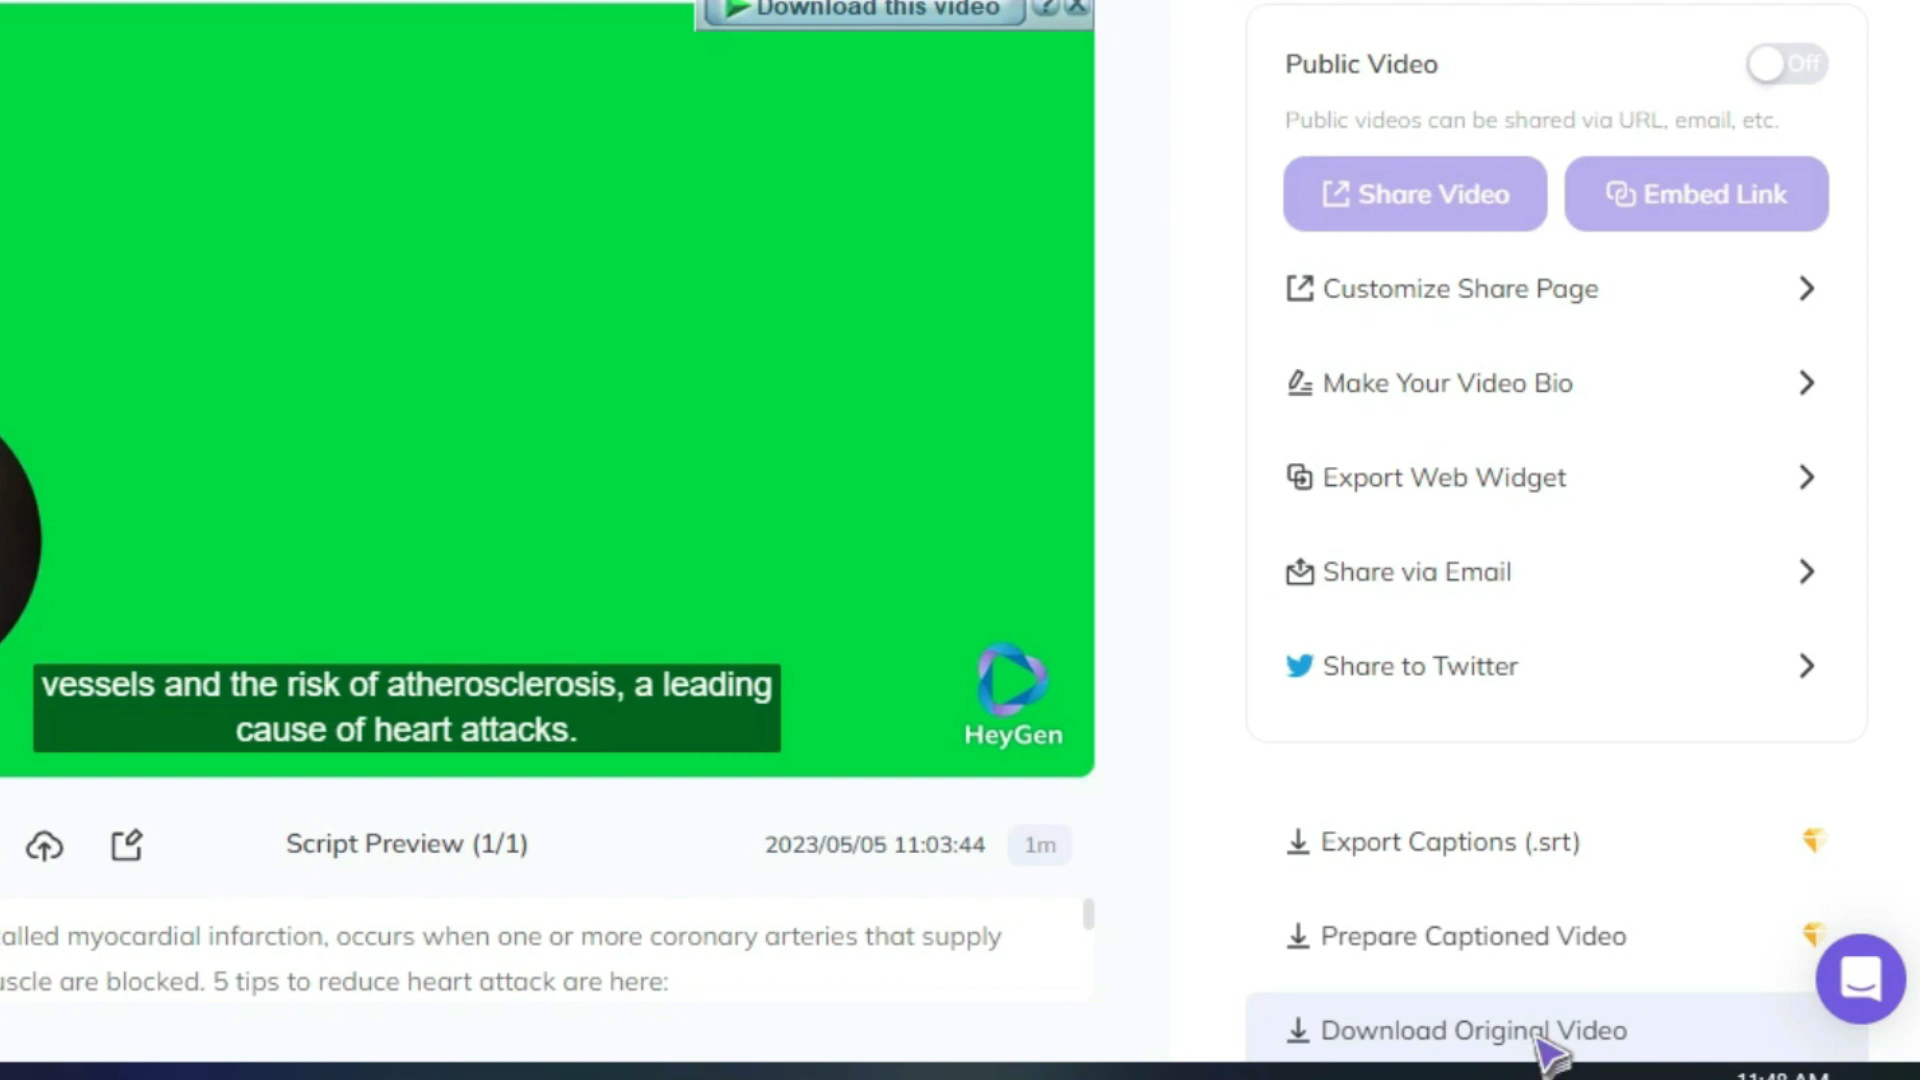 Download this video
Public Video
Off
Public videos can be shared via URL, email, etc.
Share Video
Embed Link
Customize Share Page
Make Your Video Bio
Export Web Widget
Share via Email
Share to Twitter
vessels and the risk of atherosclerosis, a leading
cause of heart attacks.
HeyGen
Script Preview (1/1)
2023/05/05 11:03:44
1m
alled myocardial infarction, occurs when one or more coronary arteries that supply
uscle are blocked. 5 tips to reduce heart attack are here:
Export Captions (.srt)
Prepare Captioned Video
Download Original Video
11:48 AM